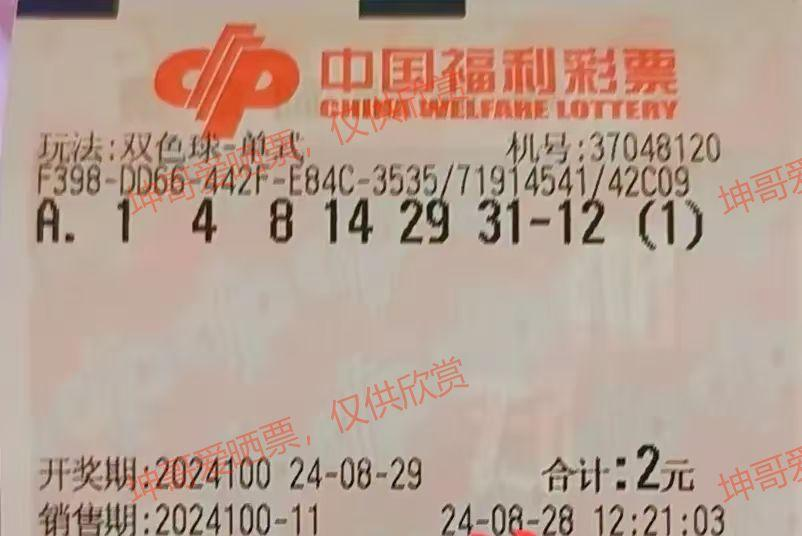 中国福利彩票
CHINA WELFARE LOTTERY
玩法:双色球-单式 机号:37048120
F398-DD66-442F-E84C-3535/71914541/42C09
A. 1 4 8 14 29 31-12 (1)
坤哥爱晒票，仅供欣赏
坤哥爱
坤哥爱晒票，仅供欣赏
坤哥爱
开奖期:2024100 24-08-29 合计:2元
销售期:2024100-11 24-08-28 12:21:03